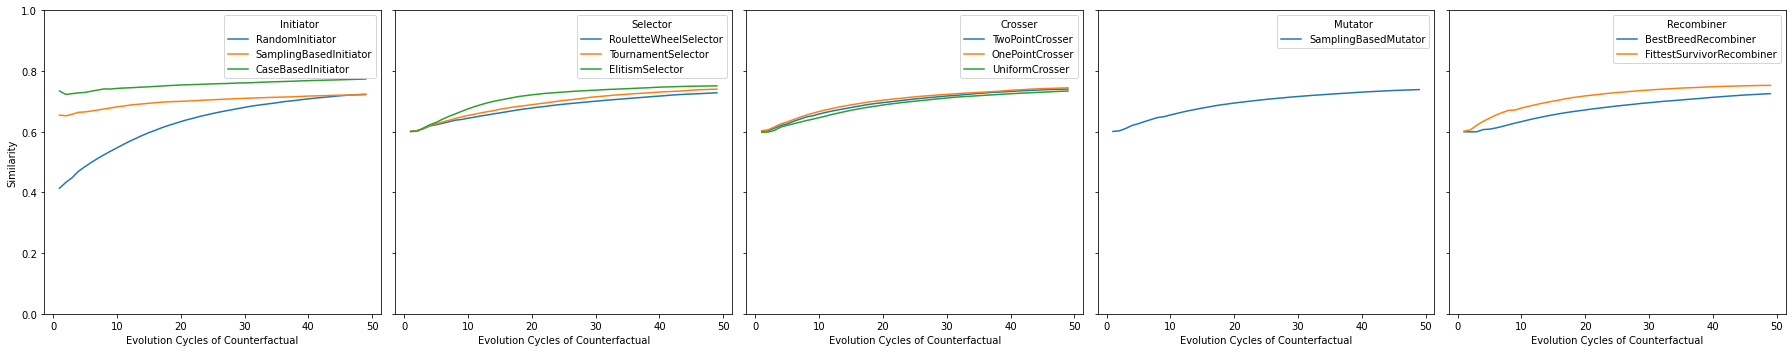 Similarity
1.0
0.8
0.6
0.4
0.2
0.0
Initiator
RandomInitiator
SamplingBasedInitiator
CaseBasedInitiator
0 10 20 30 40 50
Evolution Cycles of Counterfactual
Selector
RouletteWheelSelector
TournamentSelector
ElitismSelector
0 10 20 30 40 50
Evolution Cycles of Counterfactual
Crosser
TwoPointCrosser
OnePointCrosser
UniformCrosser
0 10 20 30 40 50
Evolution Cycles of Counterfactual
Mutator
SamplingBasedMutator
0 10 20 30 40 50
Evolution Cycles of Counterfactual
Recombiner
BestBreedRecombiner
FittestSurvivorRecombiner
0 10 20 30 40 50
Evolution Cycles of Counterfactual